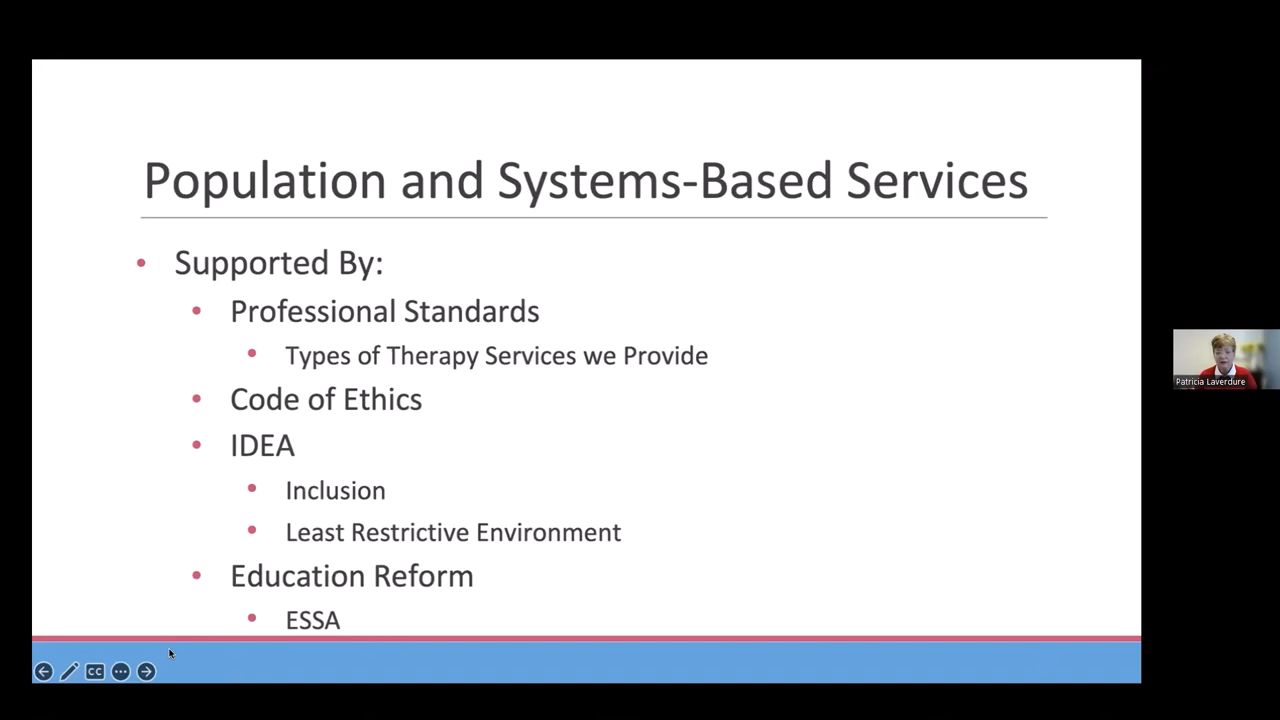 Population and Systems-Based Services
Supported By:
Professional Standards
Types of Therapy Services we Provide
Code of Ethics
IDEA
Inclusion
Least Restrictive Environment
Education Reform
ESSA
CC
Patricia Laverdure